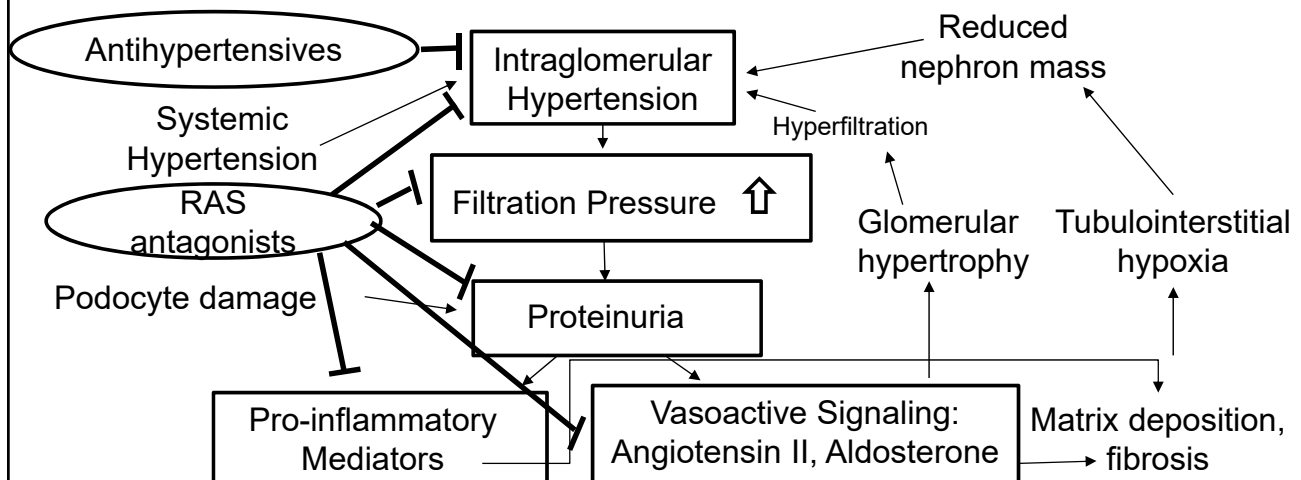 Antihypertensives
Intraglomerular
Hypertension
Reduced
nephron mass
Systemic
Hypertension
Hyperfiltration
RAS
antagonists
Filtration Pressure
Glomerular
hypertrophy
Tubulointerstitial
hypoxia
Podocyte damage
Proteinuria
Pro-inflammatory
Mediators
Vasoactive Signaling:
Angiotensin II, Aldosterone
Matrix deposition,
fibrosis